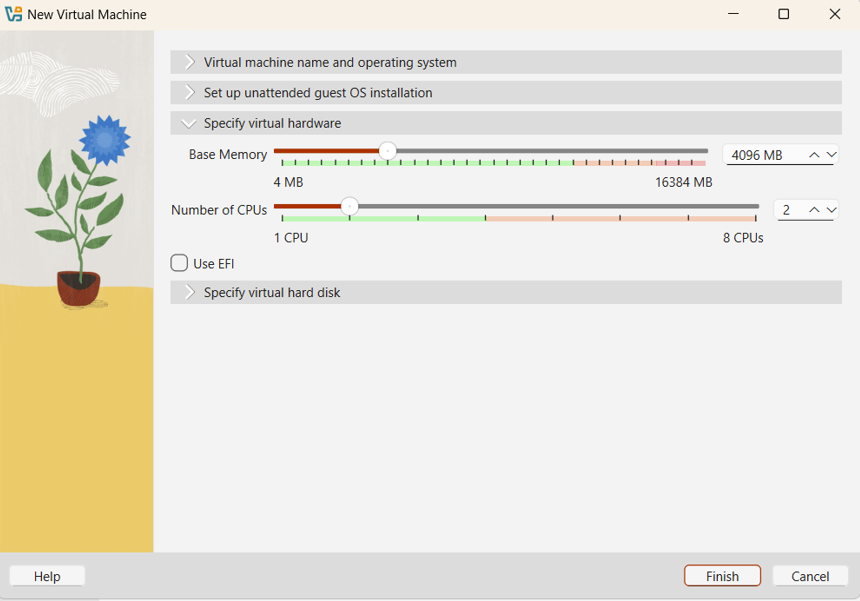 New Virtual Machine
Virtual machine name and operating system
Set up unattended guest OS installation
Specify virtual hardware
Base Memory 4096 MB
4 MB 16384 MB
Number of CPUs 2
1 CPU 8 CPUs
Use EFI
Specify virtual hard disk
Help Finish Cancel